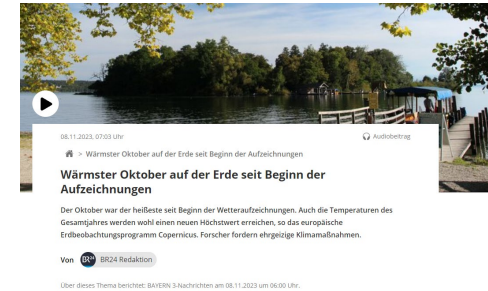 08.11.2023, 07:03 Uhr
Audiobeitrag
> Wärmster Oktober auf der Erde seit Beginn der Aufzeichnungen
Wärmster Oktober auf der Erde seit Beginn der
Aufzeichnungen
Der Oktober war der heißeste seit Beginn der Wetteraufzeichnungen. Auch die Temperaturen des
Gesamtjahres werden wohl einen neuen Höchstwert erreichen, so das europäische
Erdbeobachtungsprogramm Copernicus. Forscher fordern ehrgeizige Klimamaßnahmen.
Von BR24 BR24 Redaktion
Über dieses Thema berichtet: BAYERN 3-Nachrichten am 08.11.2023 um 06:00 Uhr.